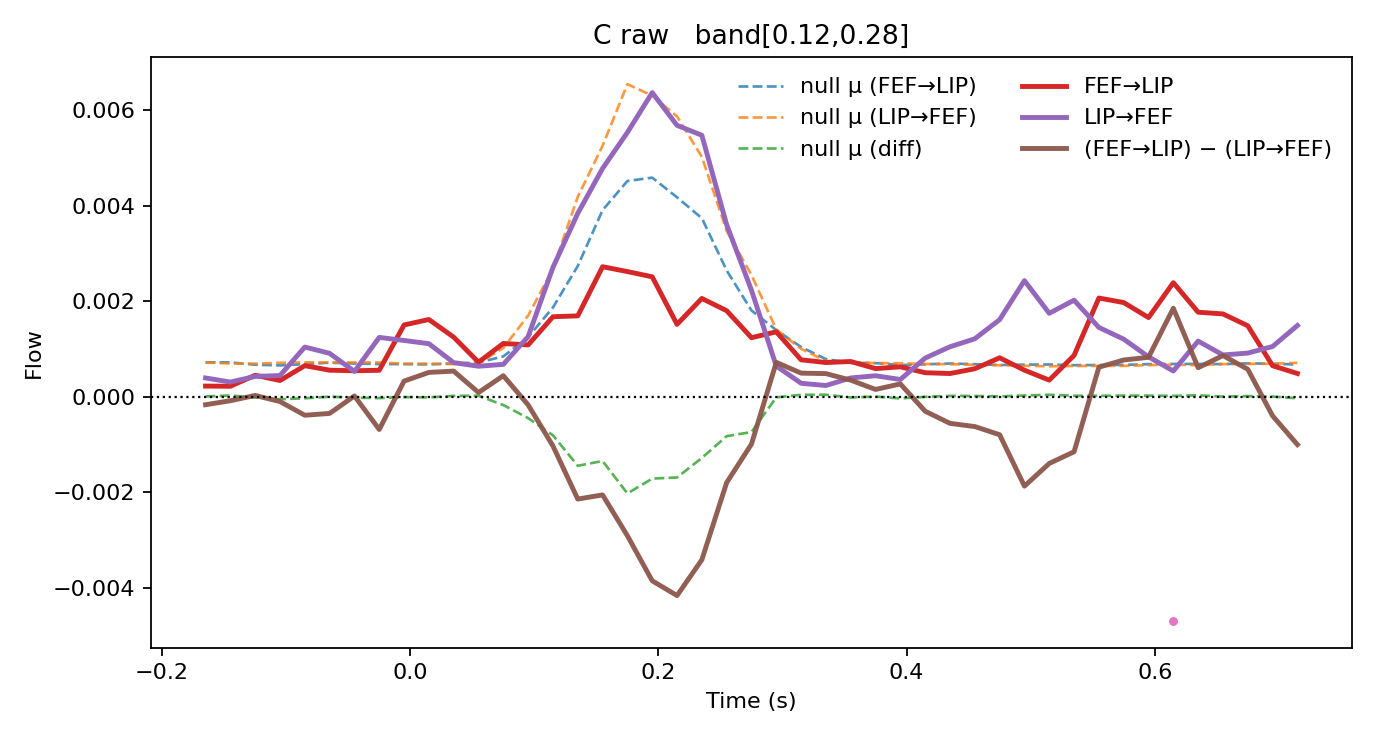 C raw   band[0.12,0.28]
null μ (FEF→LIP)
null μ (LIP→FEF)
null μ (diff)
FEF→LIP
LIP→FEF
(FEF→LIP) − (LIP→FEF)
Flow
0.006
0.004
0.002
0.000
−0.002
−0.004
−0.2
0.0
0.2
0.4
0.6
Time (s)